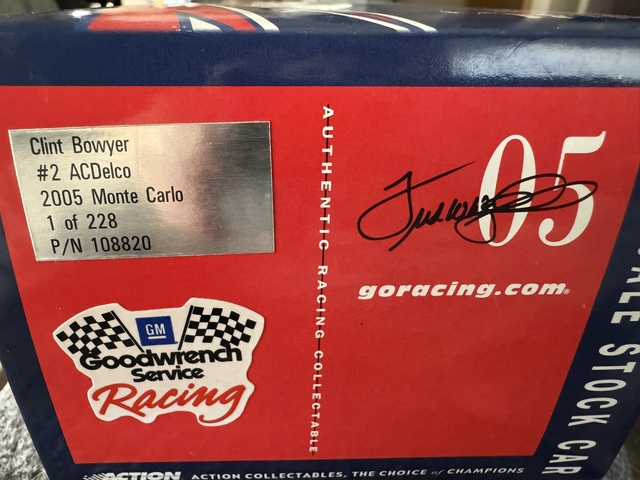 Clint Bowyer
#2 ACDelco
2005 Monte Carlo
1 of 228
P/N 108820
GM
Goodwrench
Service
Racing
AUTHENTIC RACING COLLECTABLE
05
goracing.com®
STOCK CAR
ACTION
ACTION COLLECTABLES, THE CHOICE of CHAMPIONS